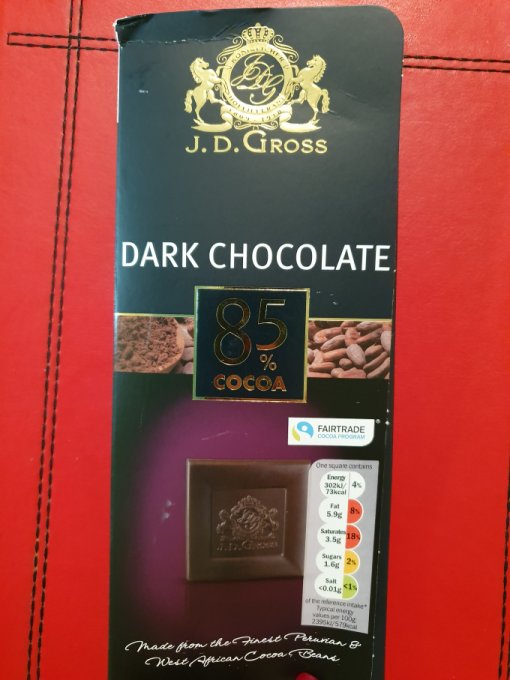 JDG
J. D. GROSS
DARK CHOCOLATE
85
%
COCOA
FAIRTRADE
COCOA PROGRAM
J. D. GROSS
One square contains
Energy
302kJ/
73kcal
4%
Fat
5.9g
8%
Saturates
3.5g
18%
Sugars
1.6g
2%
Salt
<0.01g
<1%
of the reference intake*
Typical energy
values per 100g:
2395kJ/579kcal
Made from the Finest Peruvian &
West African Cocoa Beans